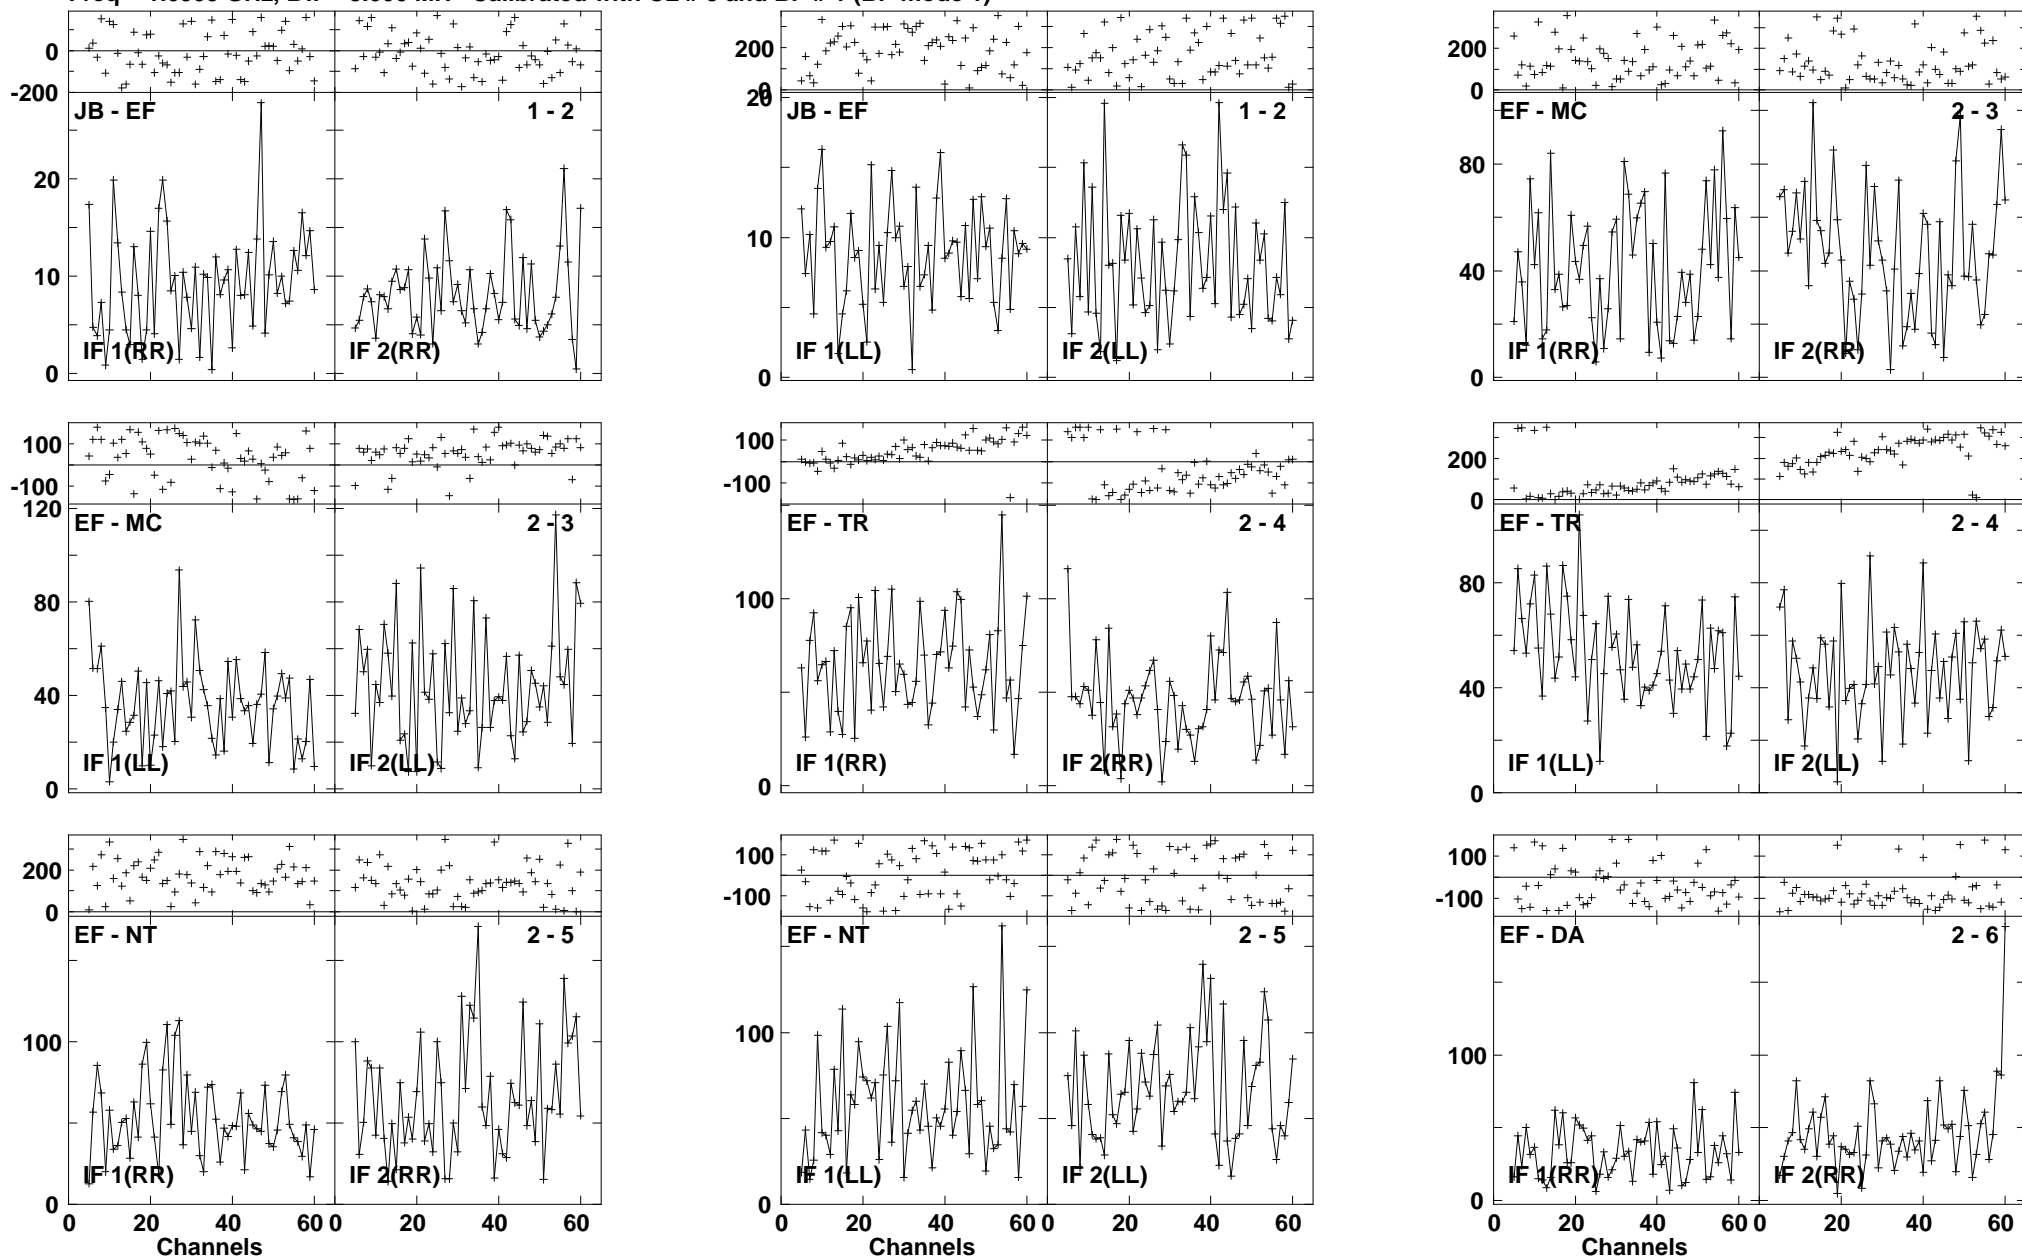 0
-200
200
0
200
0
JB - EF
1 - 2
20
10
0
IF 1(RR)
IF 2(RR)
JB - EF
1 - 2
20
10
0
IF 1(LL)
IF 2(LL)
EF - MC
2 - 3
80
40
0
IF 1(RR)
IF 2(RR)
100
-100
100
-100
200
0
EF - MC
2 - 3
120
80
40
0
IF 1(LL)
IF 2(LL)
EF - TR
2 - 4
100
0
IF 1(RR)
IF 2(RR)
EF - TR
2 - 4
80
40
0
IF 1(LL)
IF 2(LL)
200
0
100
-100
100
-100
EF - NT
2 - 5
100
0
IF 1(RR)
IF 2(RR)
EF - NT
2 - 5
100
0
IF 1(LL)
IF 2(LL)
EF - DA
2 - 6
100
0
IF 1(RR)
IF 2(RR)
0 20 40 60 0 20 40 60
0 20 40 60 0 20 40 60
0 20 40 60 0 20 40 60
Channels
Channels
Channels